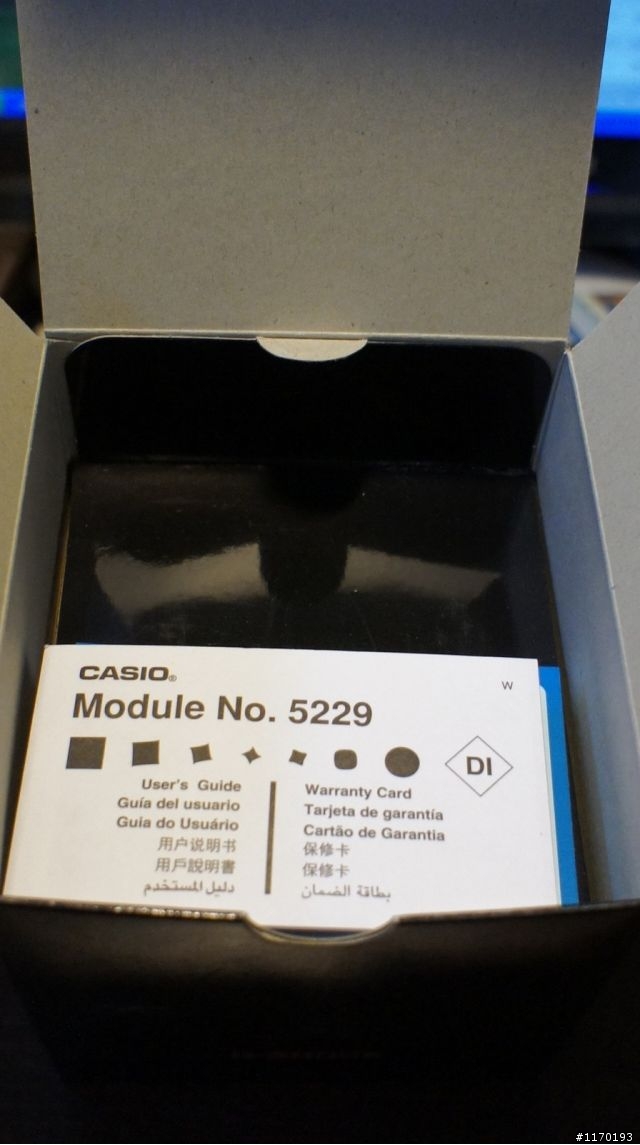 CASIO®
W
Module No. 5229
DI
User's Guide
Guía del usuario
Guia do Usuário
用户说明书
用戶說明書
دليل المستخدم
Warranty Card
Tarjeta de garantía
Cartão de Garantia
保修卡
保修卡
بطاقة الضمان
#1170193